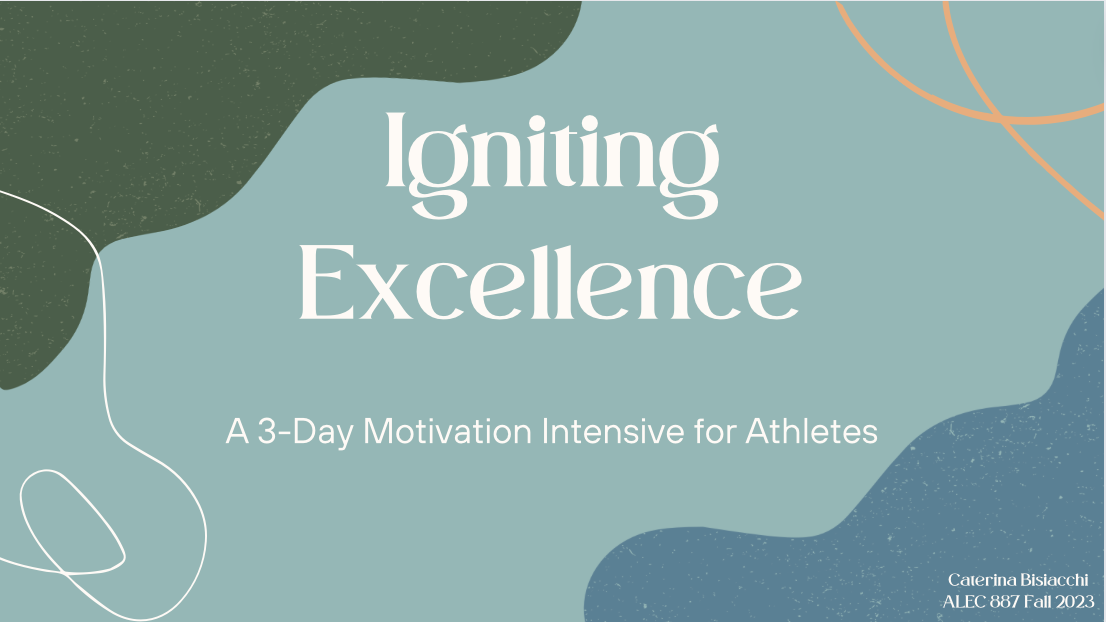 Igniting
Excellence
A 3-Day Motivation Intensive for Athletes
Caterina Bisiacchi
ALEC 887 Fall 2023